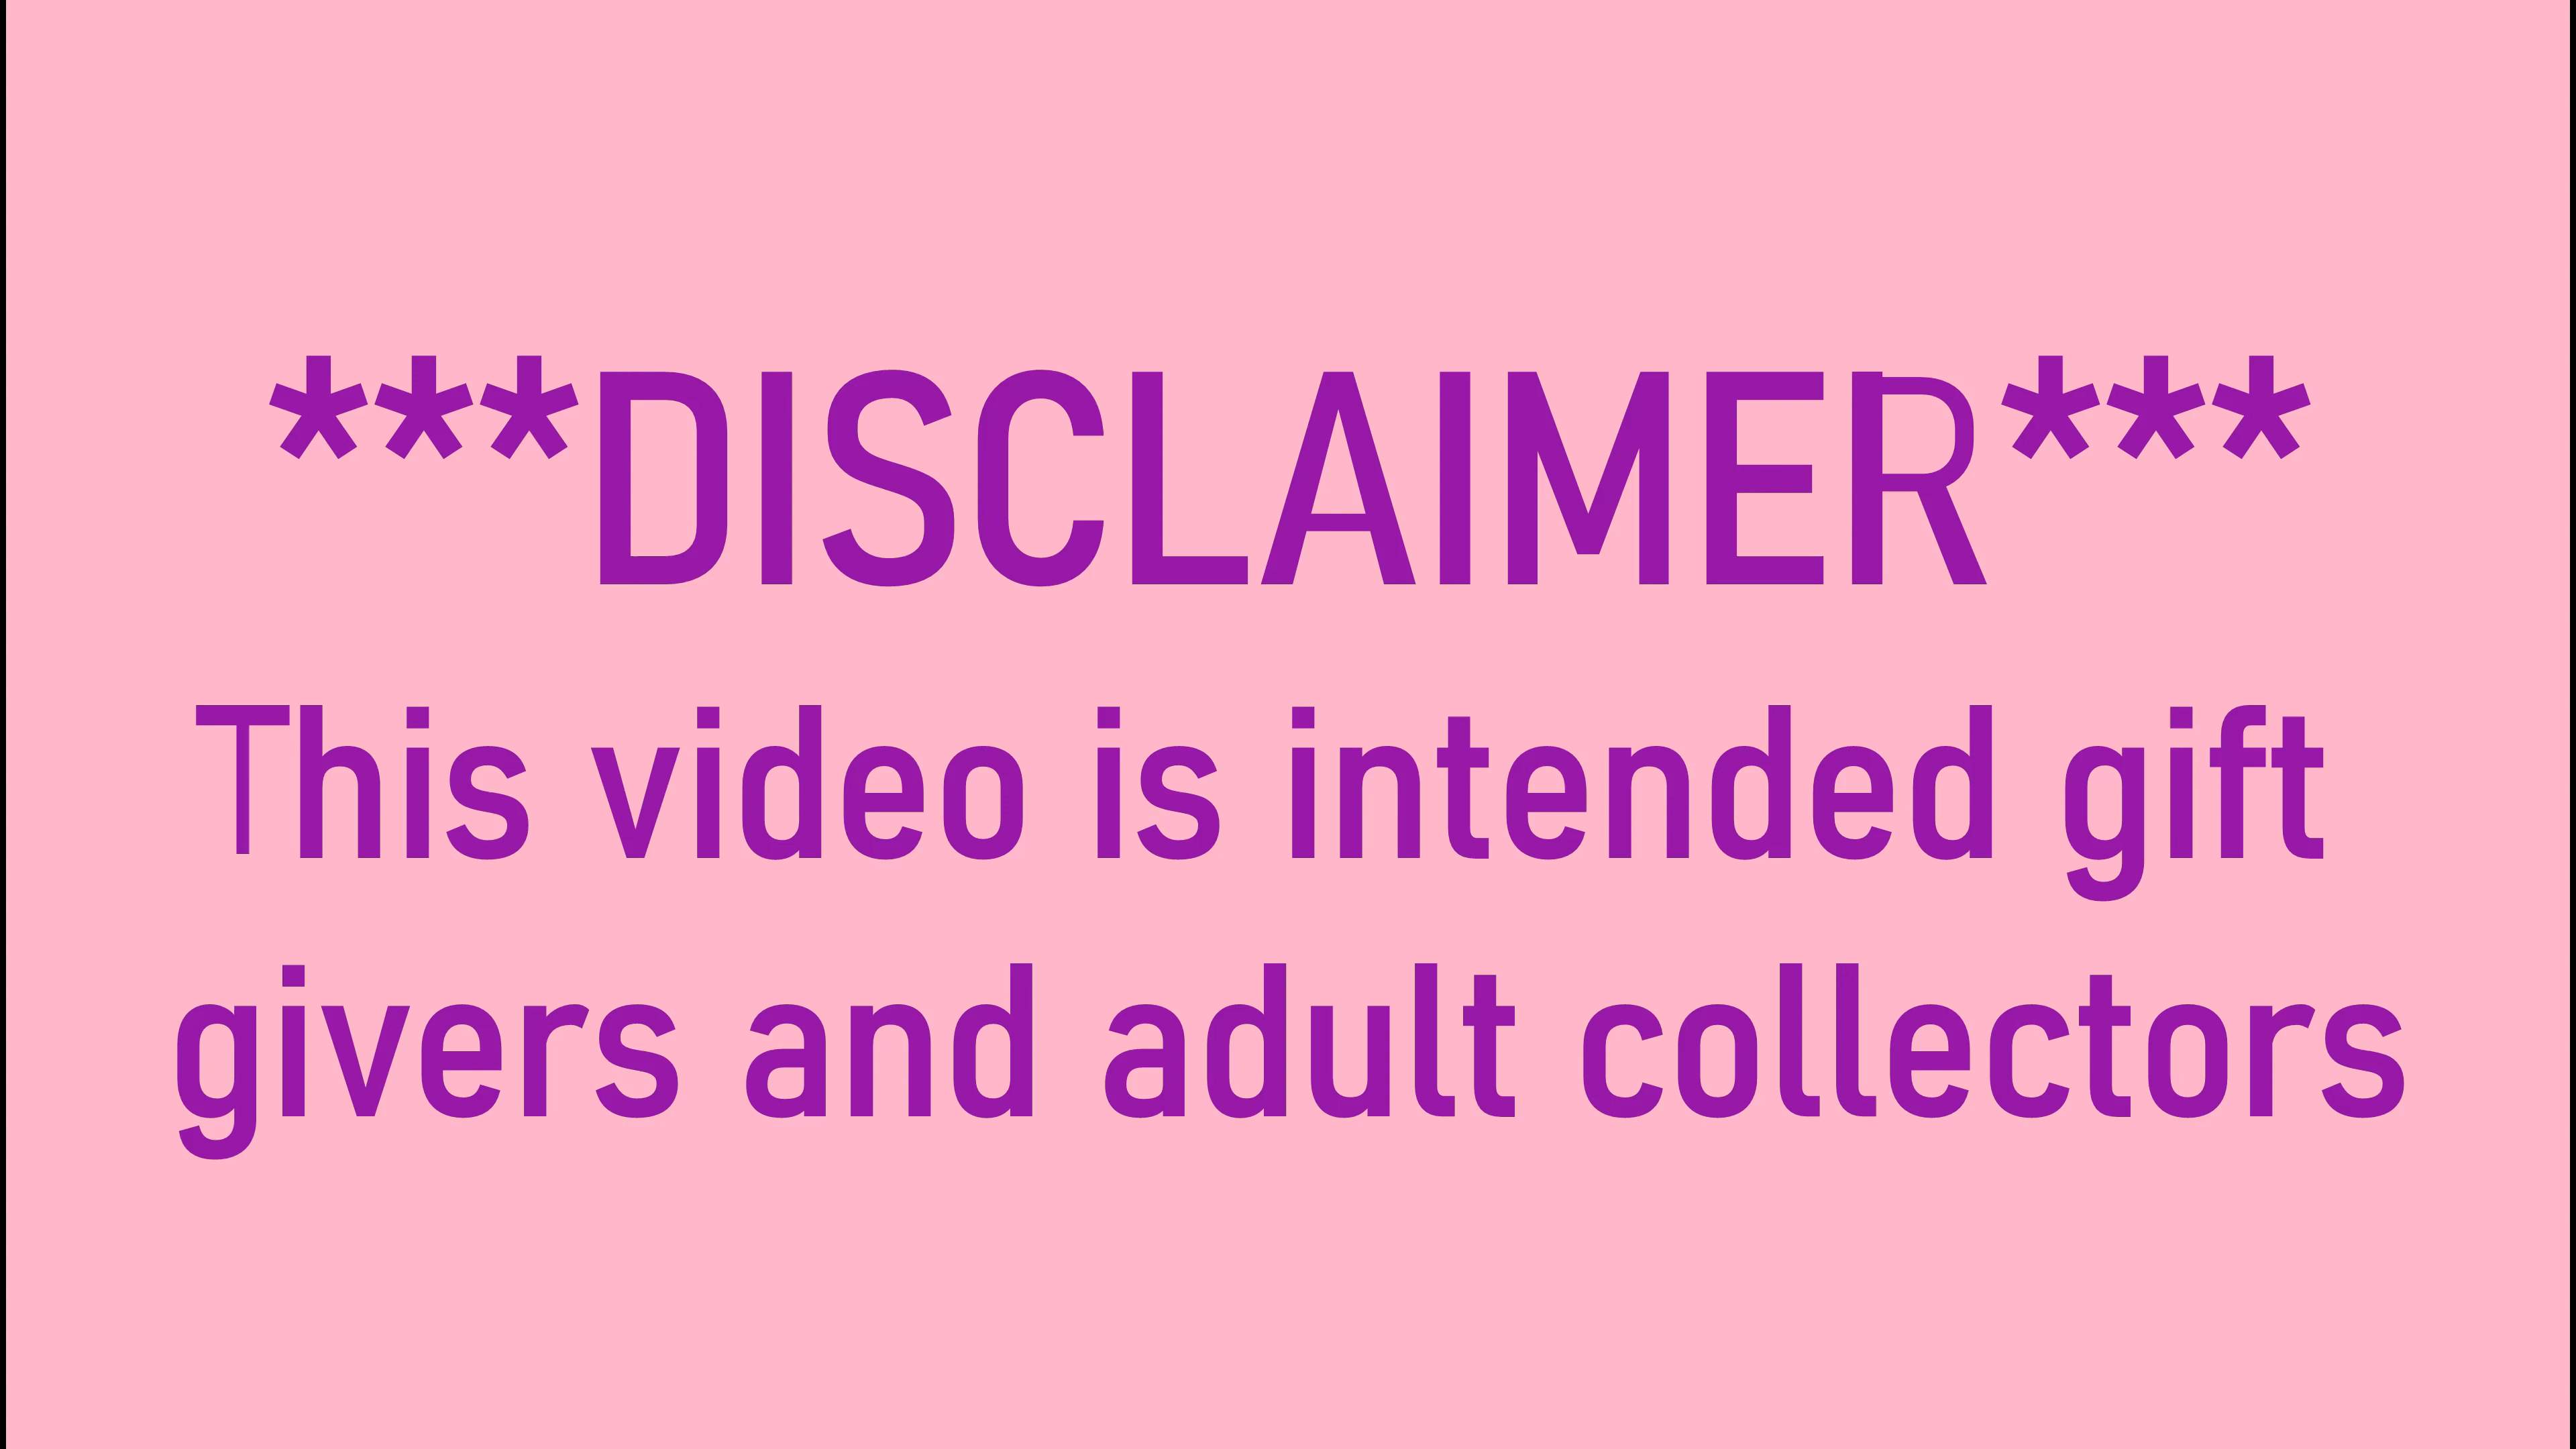 ***DISCLAIMER***
This video is intended gift
givers and adult collectors